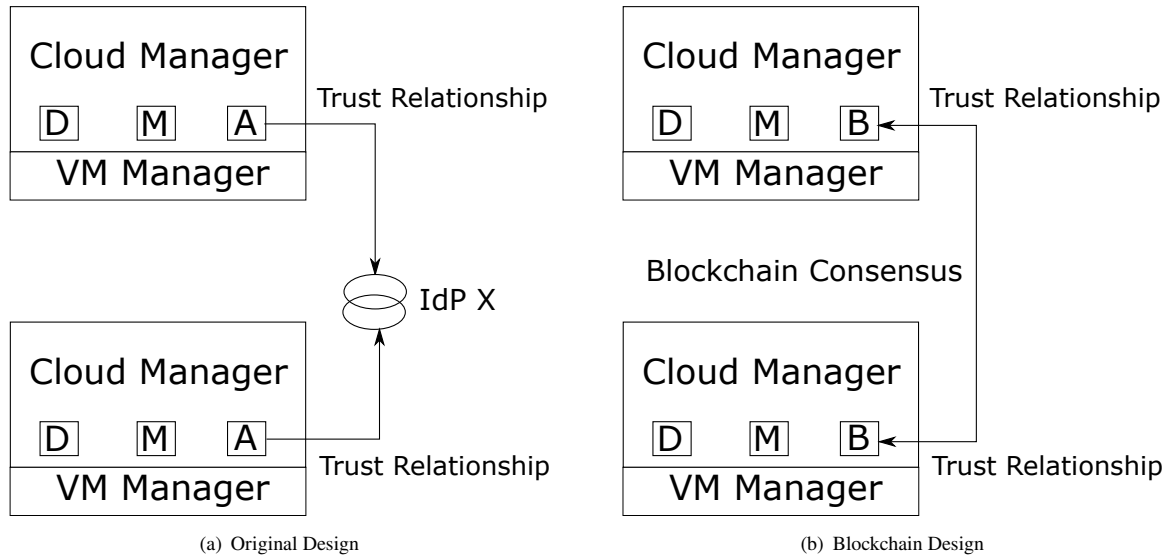 Cloud Manager
Trust Relationship
D M A
VM Manager
IdP X
Cloud Manager
D M A
Trust Relationship
VM Manager
(a) Original Design
Cloud Manager
Trust Relationship
D M B
VM Manager
Blockchain Consensus
Cloud Manager
D M B
Trust Relationship
VM Manager
(b) Blockchain Design